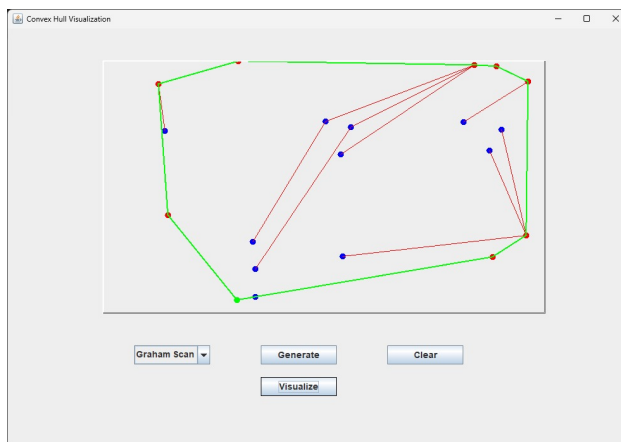 Convex Hull Visualization
Graham Scan
Generate
Clear
Visualize